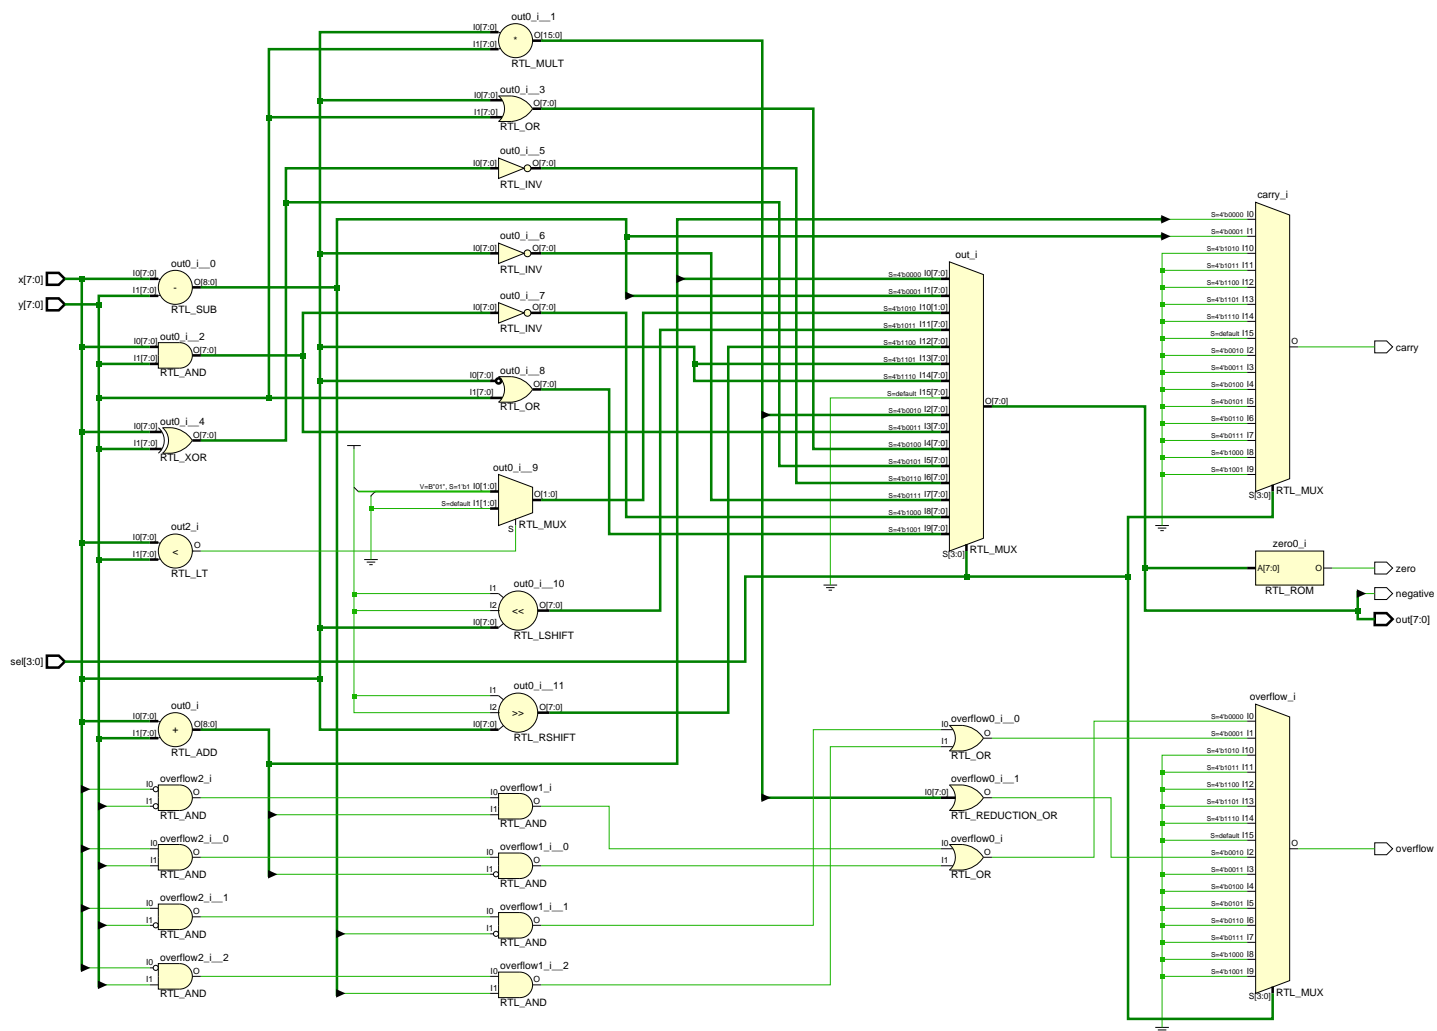 out0_i__1
I0[7:0]
I1[7:0]
*
O[15:0]
RTL_MULT
out0_i__3
I0[7:0]
I1[7:0]
O[7:0]
RTL_OR
out0_i__5
I0[7:0]
O[7:0]
RTL_INV
out0_i__6
I0[7:0]
O[7:0]
RTL_INV
out0_i__7
I0[7:0]
O[7:0]
RTL_INV
out0_i__8
I0[7:0]
I1[7:0]
O[7:0]
RTL_OR
x[7:0]
y[7:0]
sel[3:0]
out0_i__0
I0[7:0]
I1[7:0]
-
O[8:0]
RTL_SUB
out0_i__2
I0[7:0]
I1[7:0]
O[7:0]
RTL_AND
out0_i__4
I0[7:0]
I1[7:0]
O[7:0]
RTL_XOR
out2_i
I0[7:0]
I1[7:0]
<
O
RTL_LT
out0_i__9
V=B"01", S=1'b1 I0[1:0]
S=default I1[1:0]
O[1:0]
S
RTL_MUX
out0_i__10
I1
I2
I0[7:0]
<<
O[7:0]
RTL_LSHIFT
out0_i__11
I1
I2
I0[7:0]
>>
O[7:0]
RTL_RSHIFT
out0_i
I0[7:0]
I1[7:0]
+
O[8:0]
RTL_ADD
overflow2_i
I0
I1
O
RTL_AND
overflow2_i__0
I0
I1
O
RTL_AND
overflow2_i__1
I0
I1
O
RTL_AND
overflow2_i__2
I0
I1
O
RTL_AND
overflow1_i
I0
I1
O
RTL_AND
overflow1_i__0
I0
I1
O
RTL_AND
overflow1_i__1
I0
I1
O
RTL_AND
overflow1_i__2
I0
I1
O
RTL_AND
overflow0_i__0
I0
I1
O
RTL_OR
overflow0_i__1
I0[7:0]
O
RTL_REDUCTION_OR
overflow0_i
I0
I1
O
RTL_OR
out_i
S=4'b0000 I0[7:0]
S=4'b0001 I1[7:0]
S=4'b1010 I10[1:0]
S=4'b1011 I11[7:0]
S=4'b1100 I12[7:0]
S=4'b1101 I13[7:0]
S=4'b1110 I14[7:0]
S=default I15[7:0]
S=4'b0010 I2[7:0]
S=4'b0011 I3[7:0]
S=4'b0100 I4[7:0]
S=4'b0101 I5[7:0]
S=4'b0110 I6[7:0]
S=4'b0111 I7[7:0]
S=4'b1000 I8[7:0]
S=4'b1001 I9[7:0]
O[7:0]
S[3:0]
RTL_MUX
carry_i
S=4'b0000 I0
S=4'b0001 I1
S=4'b1010 I10
S=4'b1011 I11
S=4'b1100 I12
S=4'b1101 I13
S=4'b1110 I14
S=default I15
S=4'b0010 I2
S=4'b0011 I3
S=4'b0100 I4
S=4'b0101 I5
S=4'b0110 I6
S=4'b0111 I7
S=4'b1000 I8
S=4'b1001 I9
O
S[3:0]
RTL_MUX
carry
zero0_i
A[7:0]
O
RTL_ROM
zero
negative
out[7:0]
overflow_i
S=4'b0000 I0
S=4'b0001 I1
S=4'b1010 I10
S=4'b1011 I11
S=4'b1100 I12
S=4'b1101 I13
S=4'b1110 I14
S=default I15
S=4'b0010 I2
S=4'b0011 I3
S=4'b0100 I4
S=4'b0101 I5
S=4'b0110 I6
S=4'b0111 I7
S=4'b1000 I8
S=4'b1001 I9
O
S[3:0]
RTL_MUX
overflow